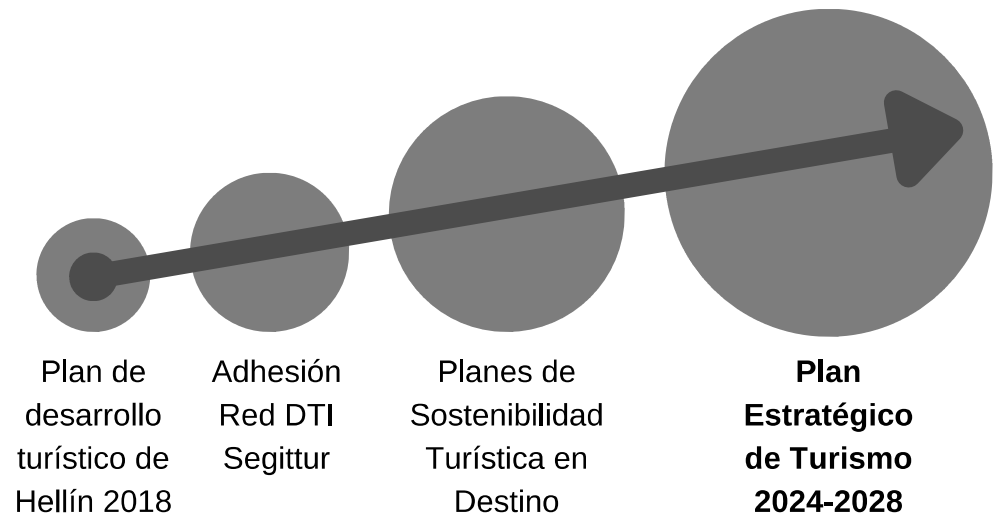 Plan de
desarrollo
turístico de
Hellín 2018
Adhesión
Red DTI
Segittur
Planes de
Sostenibilidad
Turística en
Destino
Plan
Estratégico
de Turismo
2024-2028